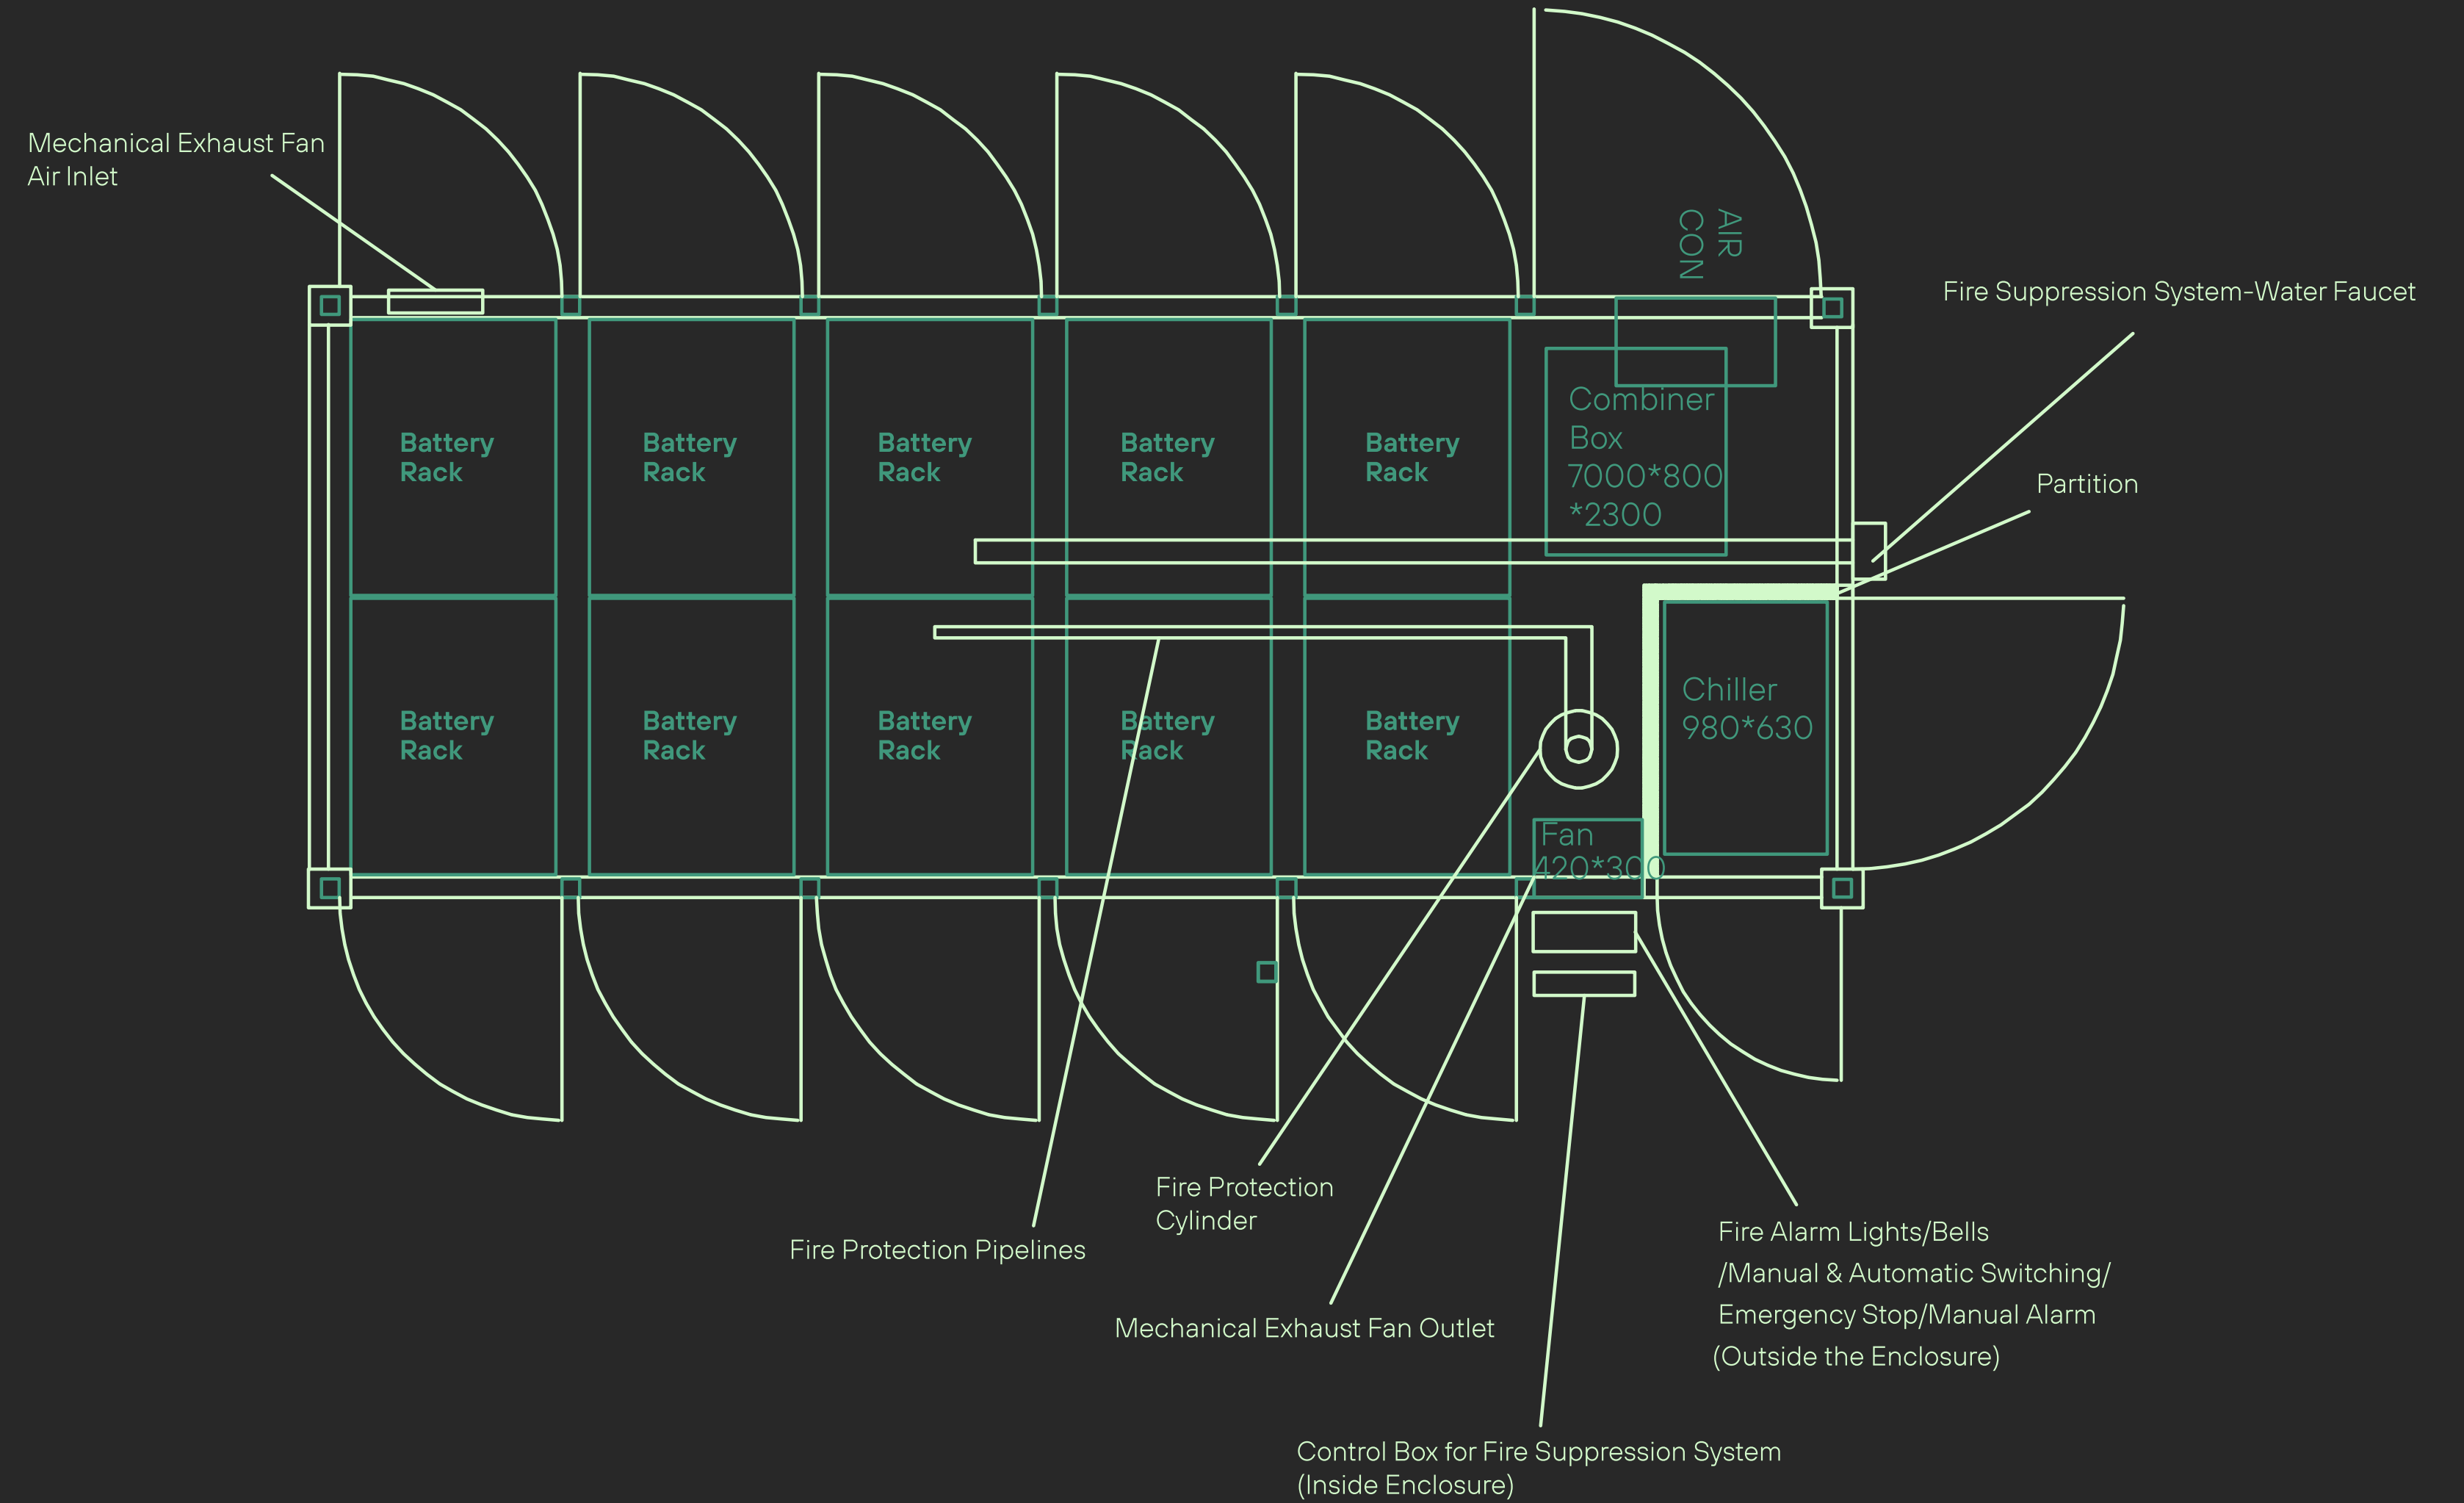 Mechanical Exhaust Fan
Air Inlet
AIR
CON
Fire Suppression System-Water Faucet
Partition
Battery
Rack
Battery
Rack
Battery
Rack
Battery
Rack
Battery
Rack
Combiner
Box
7000*800
*2300
Battery
Rack
Battery
Rack
Battery
Rack
Battery
Rack
Battery
Rack
Chiller
980*630
Fan
420*300
Fire Protection
Cylinder
Fire Protection Pipelines
Mechanical Exhaust Fan Outlet
Fire Alarm Lights/Bells
/Manual & Automatic Switching/
Emergency Stop/Manual Alarm
(Outside the Enclosure)
Control Box for Fire Suppression System
(Inside Enclosure)